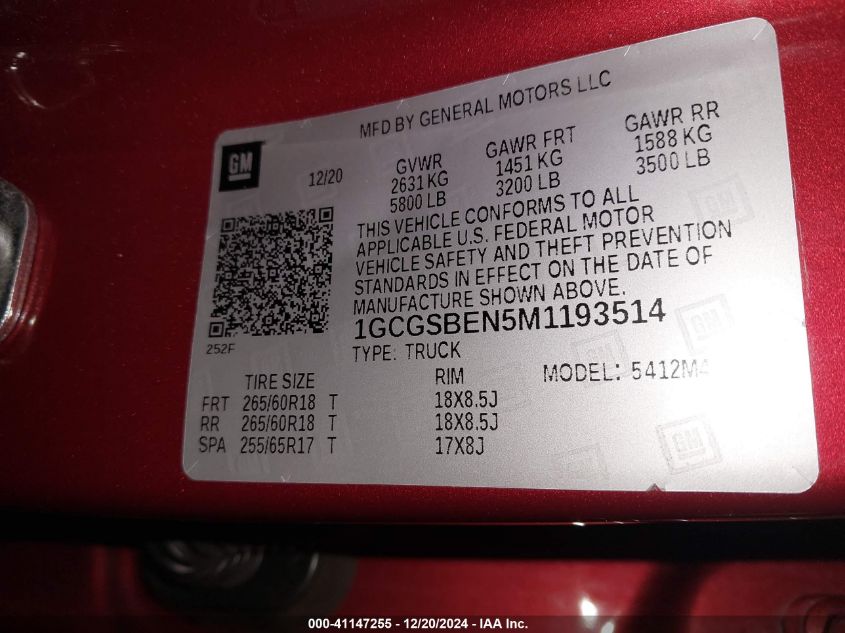 MFD BY GENERAL MOTORS LLC
GM
12/20
GVWR
2631 KG
5800 LB
GAWR FRT
1451 KG
3200 LB
GAWR RR
1588 KG
3500 LB
THIS VEHICLE CONFORMS TO ALL
APPLICABLE U.S. FEDERAL MOTOR
VEHICLE SAFETY AND THEFT PREVENTION
STANDARDS IN EFFECT ON THE DATE OF
MANUFACTURE SHOWN ABOVE.
252F
1GCGSBEN5M1193514
TYPE: TRUCK
MODEL: 5412M4
TIRE SIZE RIM
FRT 265/60R18 T 18X8.5J
RR 265/60R18 T 18X8.5J
SPA 255/65R17 T 17X8J
GM
000-41147255 - 12/20/2024 - IAA Inc.